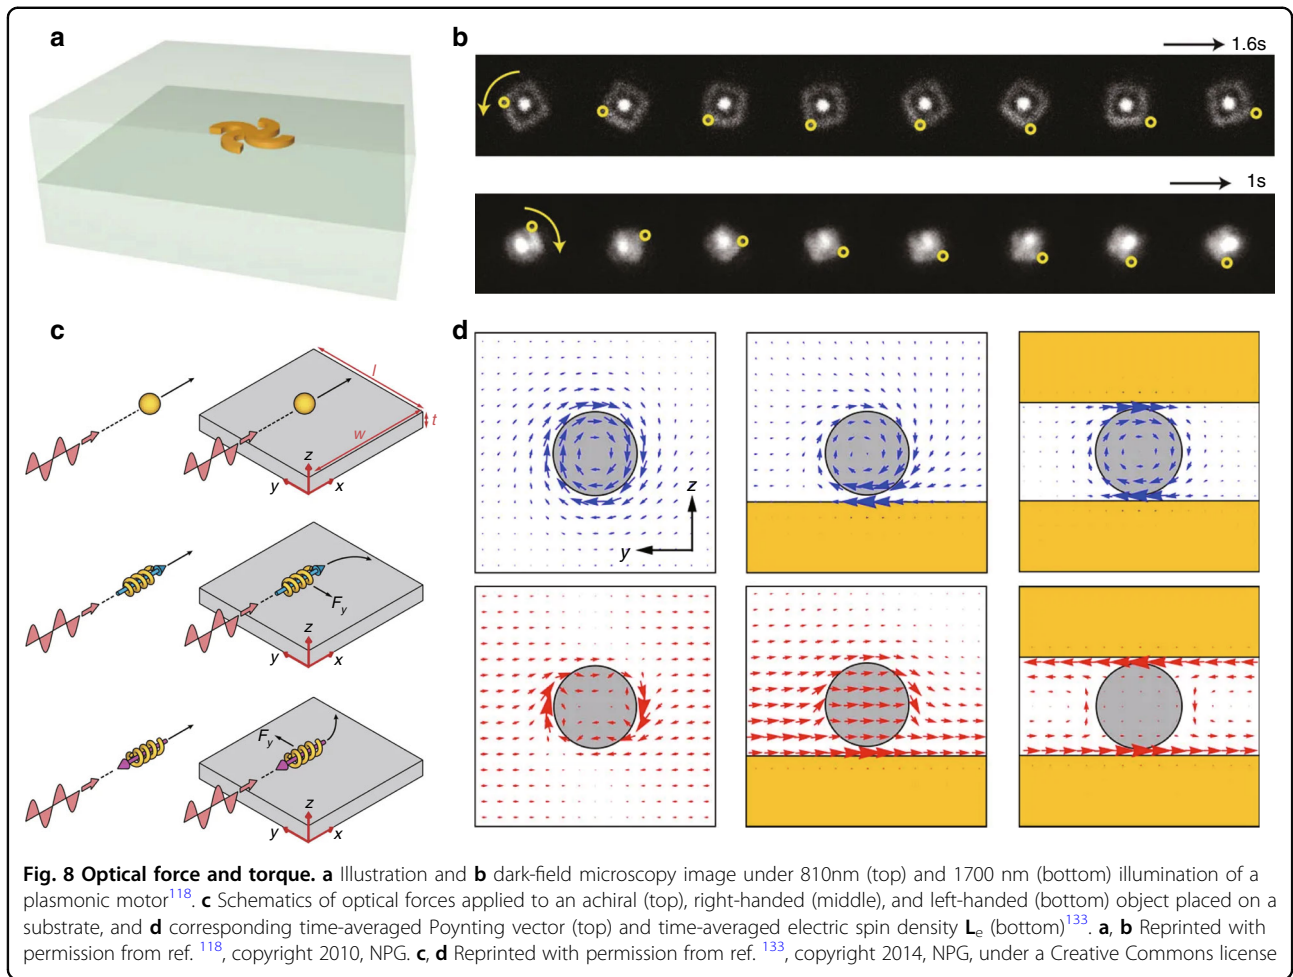 a
b
1.6s
1s
c
l
w
t
z
y
x
F_y
z
y
x
F_y
z
y
x
d
z
y
Fig. 8 Optical force and torque. a Illustration and b dark-field microscopy image under 810nm (top) and 1700 nm (bottom) illumination of a
plasmonic motor118. c Schematics of optical forces applied to an achiral (top), right-handed (middle), and left-handed (bottom) object placed on a
substrate, and d corresponding time-averaged Poynting vector (top) and time-averaged electric spin density Le (bottom)133. a, b Reprinted with
permission from ref. 118, copyright 2010, NPG. c, d Reprinted with permission from ref. 133, copyright 2014, NPG, under a Creative Commons license